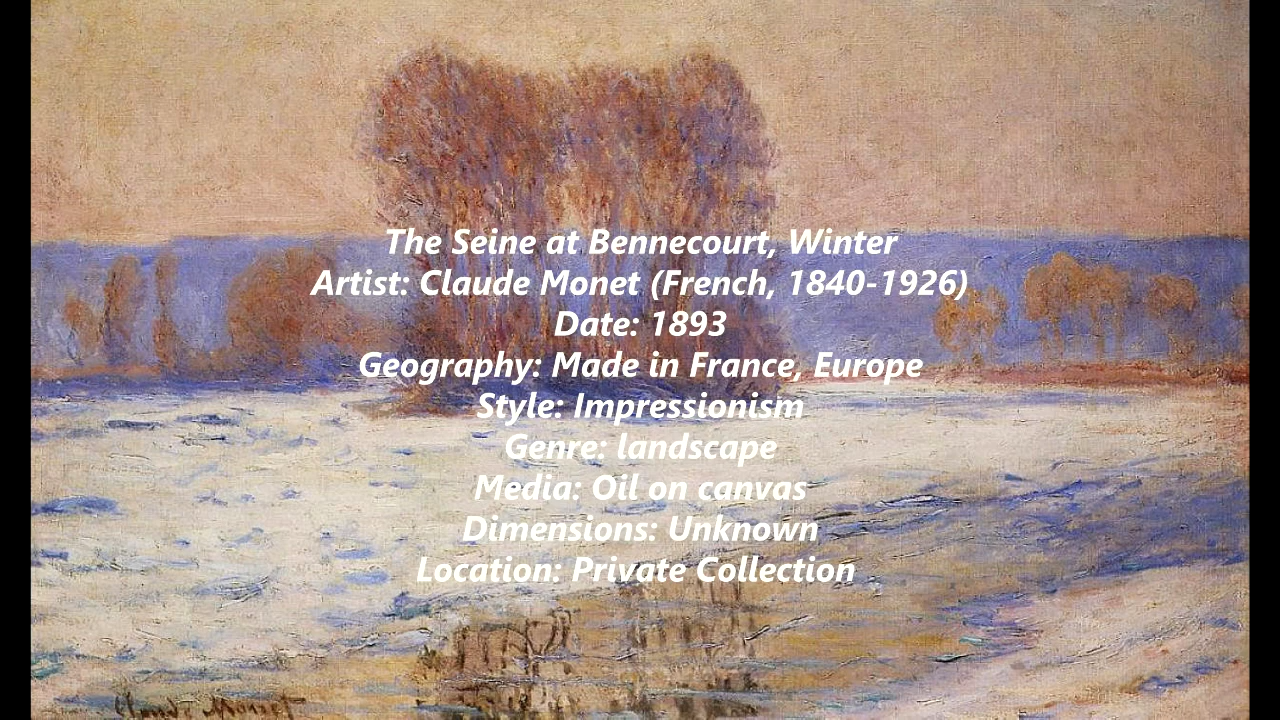 The Seine at Bennecourt, Winter
Artist: Claude Monet (French, 1840-1926)
Date: 1893
Geography: Made in France, Europe
Style: Impressionism
Genre: landscape
Media: Oil on canvas
Dimensions: Unknown
Location: Private Collection
Claude Monet